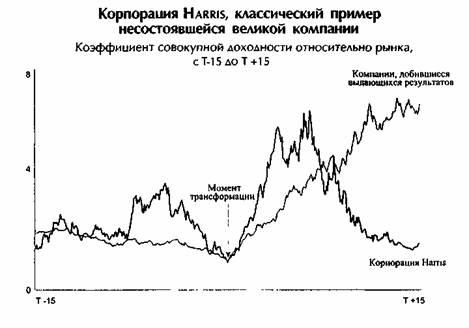 Корпорация HARRIS, классический пример
несостоявшейся великой компании
Коэффициент совокупной доходности относительно рынка,
с Т-15 до Т +15
8
Компании, добившиеся
выдающихся результатов
4
Момент
трансформации
Корпорация Harris
0
Т -15
Т +15